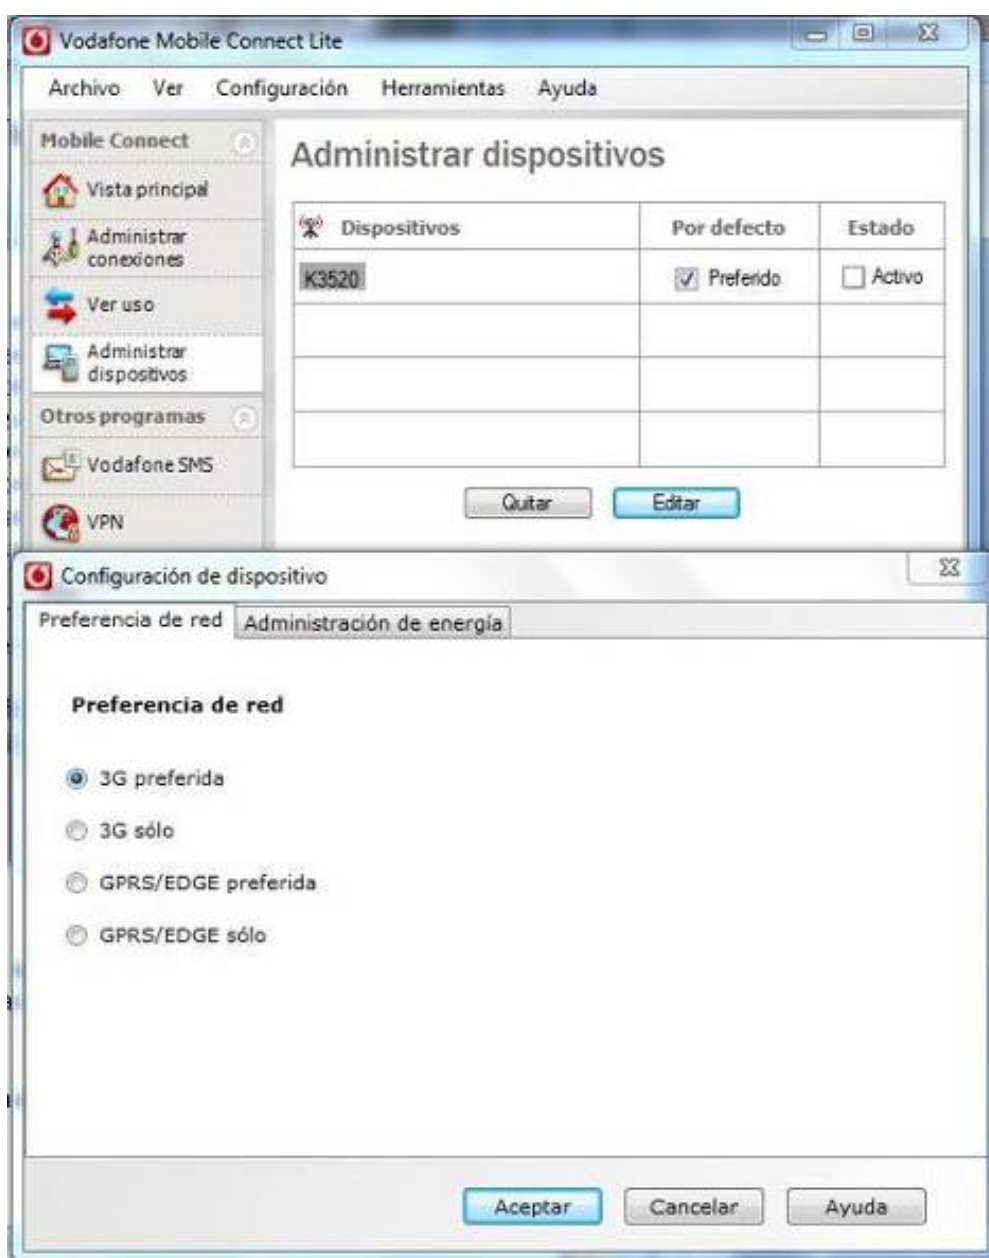 Vodafone Mobile Connect Lite
Archivo Ver Configuración Herramientas Ayuda
Mobile Connect
Vista principal
Administrar
conexiones
Ver uso
Administrar
dispositivos
Otros programas
Vodafone SMS
VPN
Administrar dispositivos
Dispositivos Por defecto Estado
K3520 Preferido Activo
Quitar Editar
Configuración de dispositivo
Preferencia de red Administración de energía
Preferencia de red
3G preferida
3G sólo
GPRS/EDGE preferida
GPRS/EDGE sólo
Aceptar Cancelar Ayuda